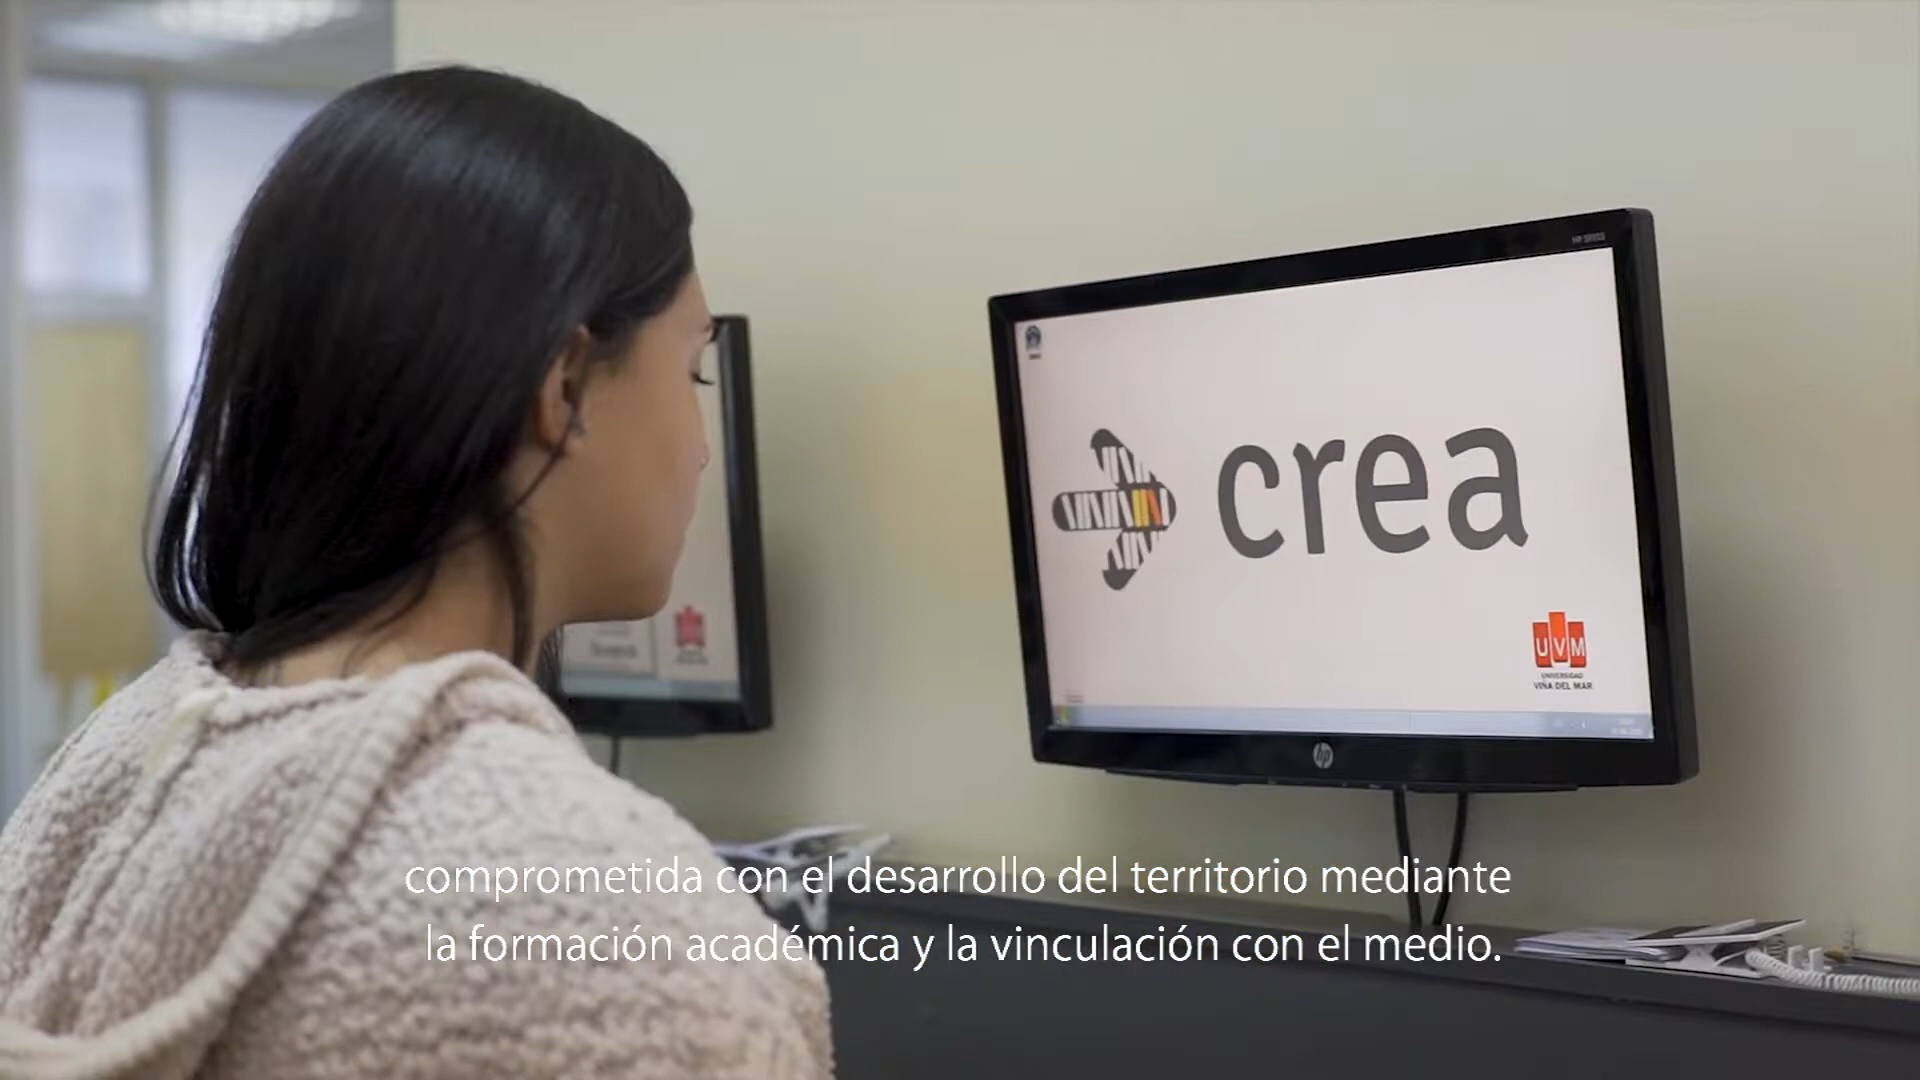 crea
UVM
UNIVERSIDAD
VIÑA DEL MAR
hp
comprometida con el desarrollo del territorio mediante
la formación académica y la vinculación con el medio.